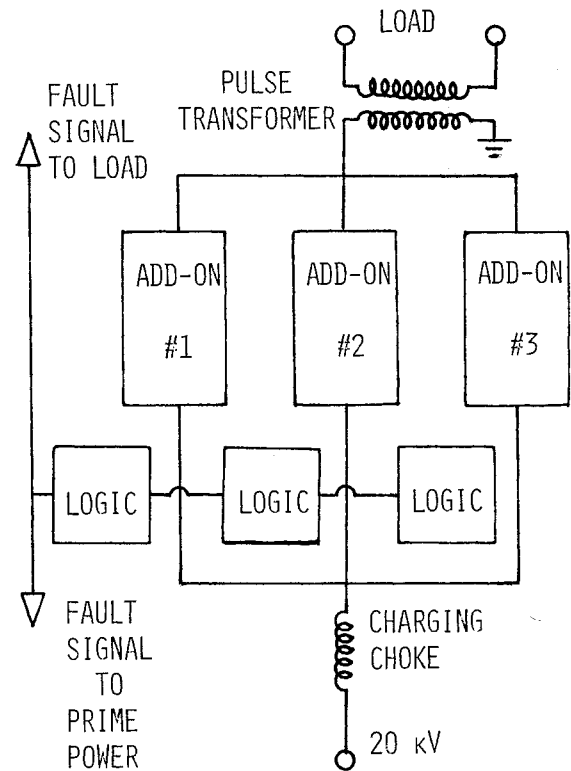 LOAD
PULSE
TRANSFORMER
FAULT
SIGNAL
TO LOAD
ADD-ON
#1
ADD-ON
#2
ADD-ON
#3
LOGIC
LOGIC
LOGIC
FAULT
SIGNAL
TO
PRIME
POWER
CHARGING
CHOKE
20 кV